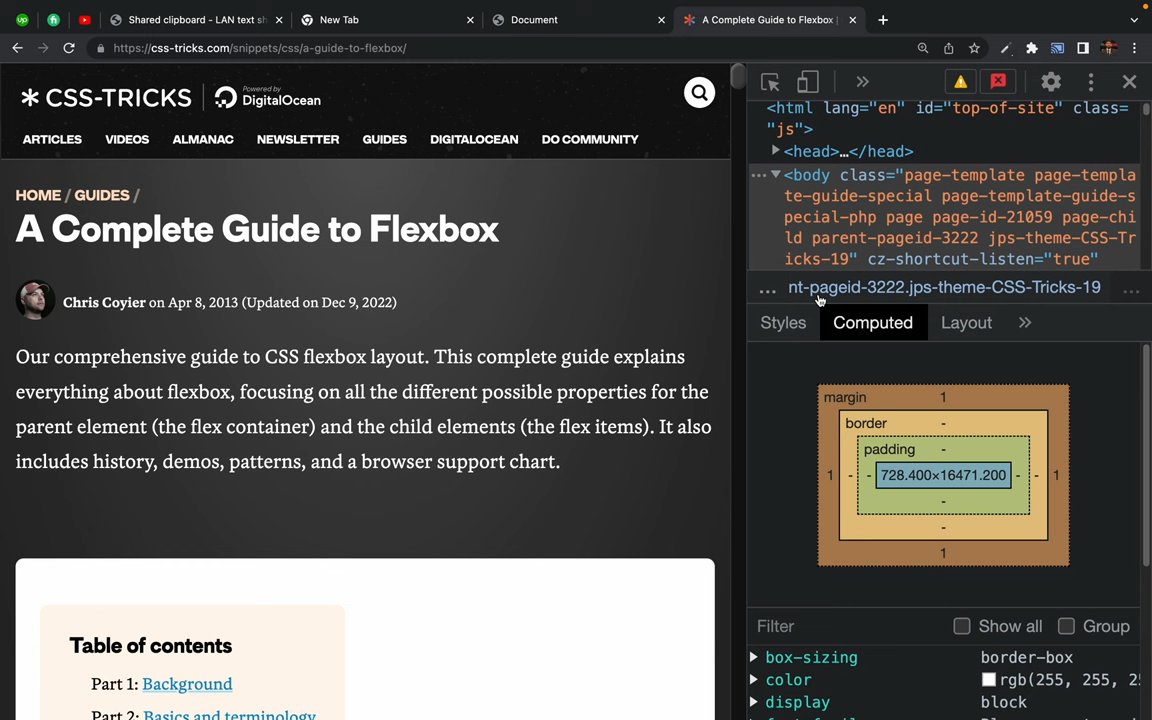 Shared clipboard - LAN text sh
New Tab
Document
A Complete Guide to Flexbox
https://css-tricks.com/snippets/css/a-guide-to-flexbox/
CSS-TRICKS
Powered by
DigitalOcean
ARTICLES VIDEOS ALMANAC NEWSLETTER GUIDES DIGITALOCEAN DO COMMUNITY
HOME / GUIDES /
A Complete Guide to Flexbox
Chris Coyier on Apr 8, 2013 (Updated on Dec 9, 2022)
Our comprehensive guide to CSS flexbox layout. This complete guide explains
everything about flexbox, focusing on all the different possible properties for the
parent element (the flex container) and the child elements (the flex items). It also
includes history, demos, patterns, and a browser support chart.
Table of contents
Part 1: Background
Part 2: Basics and terminology
<html lang="en" id="top-of-site" class=
"js">
<head>…</head>
<body class="page-template page-templa
te-guide-special page-template-guide-s
pecial-php page page-id-21059 page-chi
ld parent-pageid-3222 jps-theme-CSS-Tr
icks-19" cz-shortcut-listen="true"
... nt-pageid-3222.jps-theme-CSS-Tricks-19 ...
Styles Computed Layout
margin 1
border -
padding -
1 - - 728.400×16471.200 - - 1
-
-
1
Filter Show all Group
box-sizing border-box
color rgb(255, 255, 25
display block